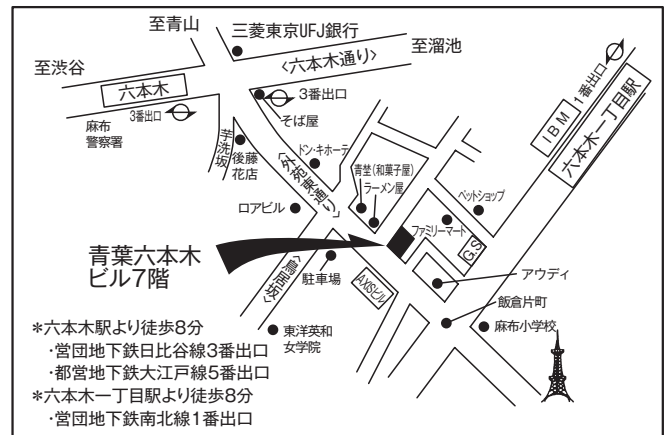 至青山
三菱東京UFJ銀行
〈六本木通り〉
至溜池
至渋谷
六本木
3番出口
3番出口
そば屋
麻布
警察署
芋洗坂
後藤
花店
ドン・キホーテ
〈外苑東通り〉
青埜(和菓子屋)
ラーメン屋
IBM
1番出口
六本木一丁目駅
ペットショップ
ファミリーマート
G.S
ロアビル
青葉六本木
ビル7階
〈鳥居坂〉
駐車場
AXISビル
アウディ
飯倉片町
麻布小学校
東洋英和
女学院
*六本木駅より徒歩8分
・営団地下鉄日比谷線3番出口
・都営地下鉄大江戸線5番出口
*六本木一丁目駅より徒歩8分
・営団地下鉄南北線1番出口